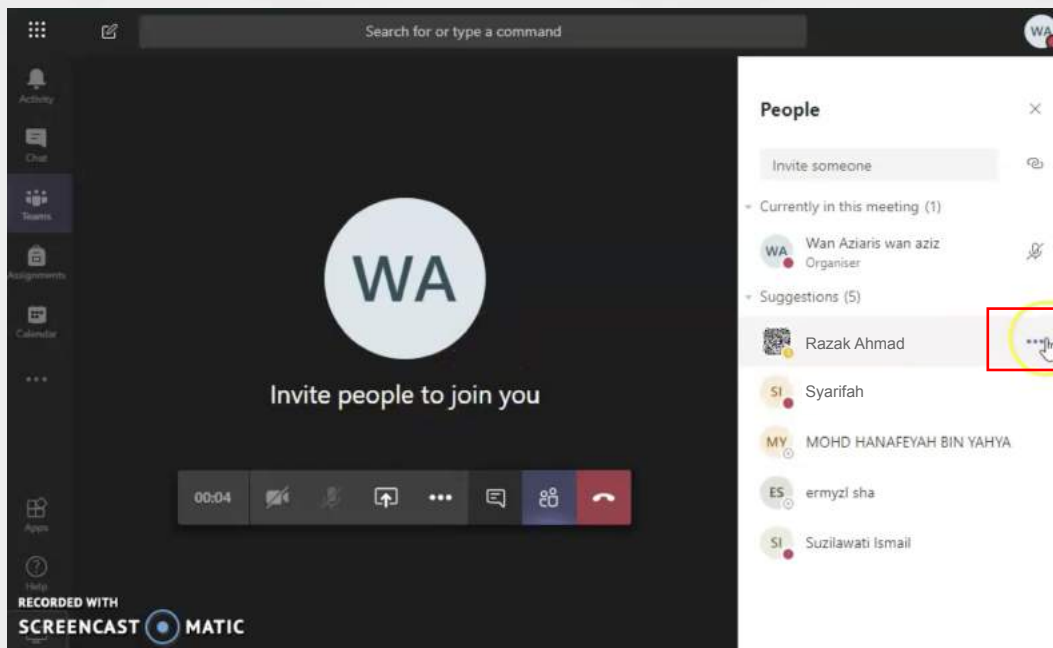 Search for or type a command
WA
Activity
Chat
Teams
Assignments
Calendar
Apps
Help
WA
Invite people to join you
00:04
People
Invite someone
Currently in this meeting (1)
WA
Wan Aziaris wan aziz
Organiser
Suggestions (5)
Razak Ahmad
SI
Syarifah
MY
MOHD HANAFEYAH BIN YAHYA
ES
ermyzl sha
SI
Suzilawati Ismail
RECORDED WITH
SCREENCAST MATIC